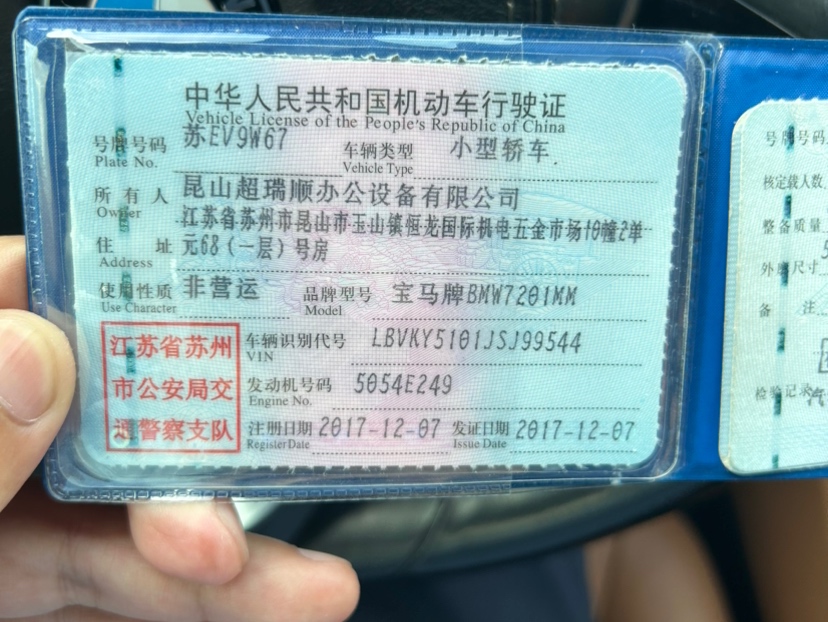 中华人民共和国机动车行驶证
Vehicle License of the People's Republic of China
号牌号码 苏EV9W67 车辆类型 小型轿车
Plate No. Vehicle Type
所有人 昆山超瑞顺办公设备有限公司
Owner
江苏省苏州市昆山市玉山镇恒龙国际机电五金市场10幢2单
住址 元68（一层）号房
Address
使用性质 非营运 品牌型号 宝马牌BMW7201MM
Use Character Model
江苏省苏州
市公安局交
通警察支队
车辆识别代号 LBVKY5101JSJ99544
VIN
发动机号码 5054E249
Engine No.
注册日期 2017-12-07 发证日期 2017-12-07
Register Date Issue Date
号牌号码
核定载人数
整备质量
外廓尺寸
备注
检验记录